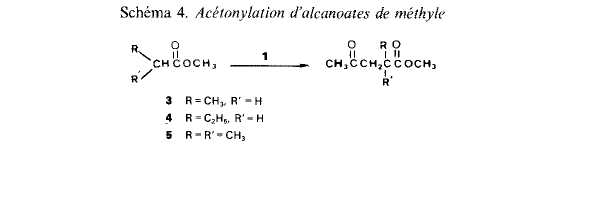 Schéma 4. Acétonylation d'alcanoates de méthyle
R O R O
CHCOCH₃ 1 CH₃CCH₂CCOCH₃
R' R'
3 R=CH₃, R'=H
4 R=C₂H₅, R'=H
5 R=R'=CH₃